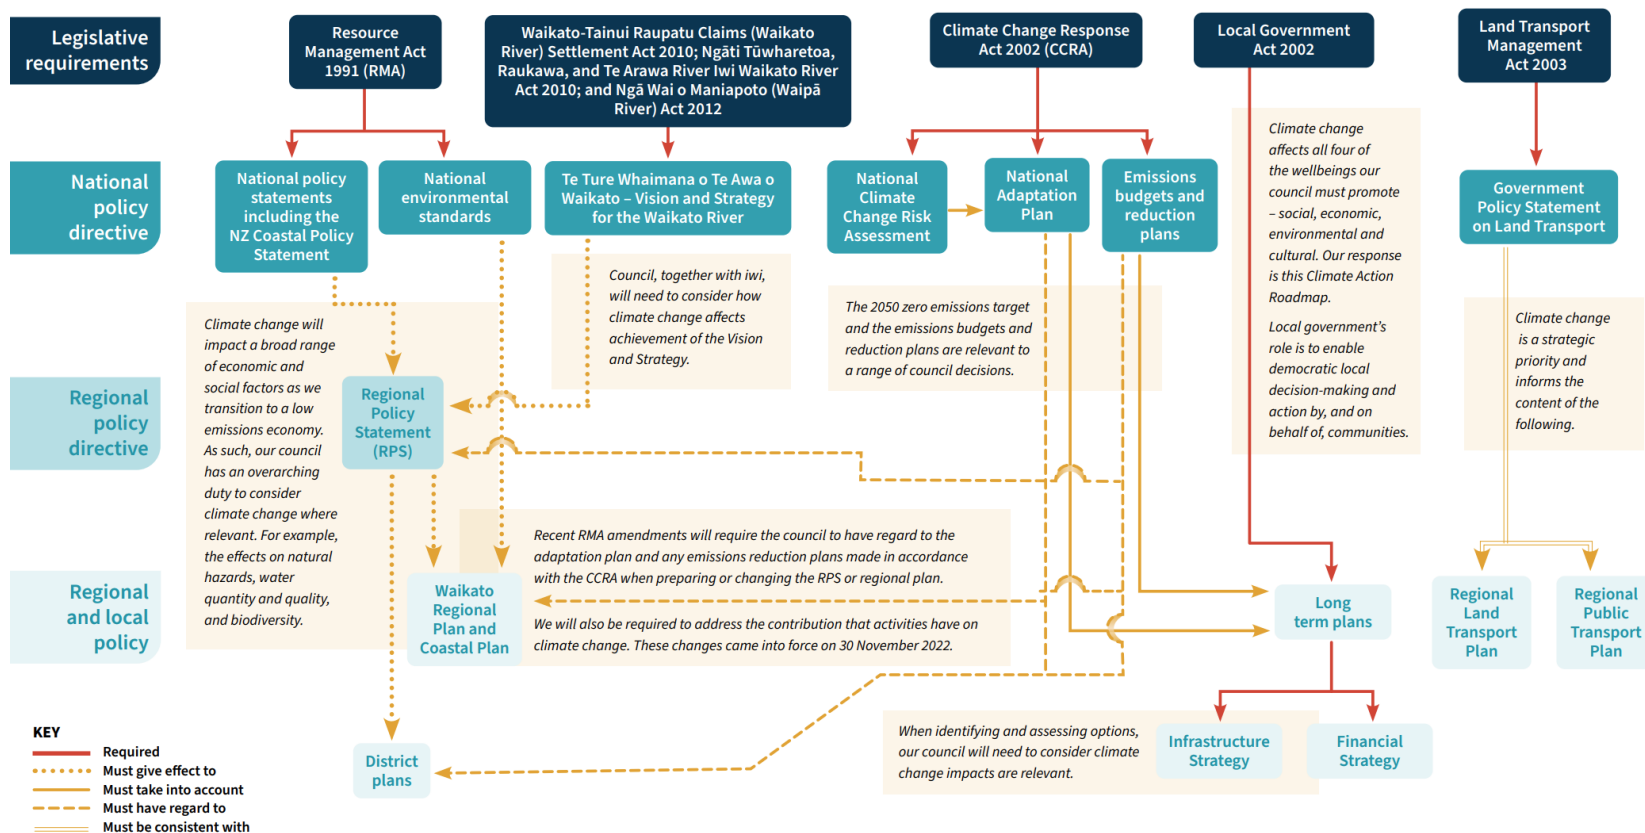 Legislative
requirements
Resource
Management Act
1991 (RMA)
Waikato-Tainui Raupatu Claims (Waikato
River) Settlement Act 2010; Ngāti Tūwharetoa,
Raukawa, and Te Arawa River Iwi Waikato River
Act 2010; and Ngā Wai o Maniapoto (Waipā
River) Act 2012
Climate Change Response
Act 2002 (CCRA)
Local Government
Act 2002
Land Transport
Management
Act 2003
National
policy
directive
National policy
statements
including the
NZ Coastal Policy
Statement
National
environmental
standards
Te Ture Whaimana o Te Awa o
Waikato – Vision and Strategy
for the Waikato River
National
Climate
Change Risk
Assessment
National
Adaptation
Plan
Emissions
budgets and
reduction
plans
Climate change
affects all four of
the wellbeings our
council must promote
– social, economic,
environmental and
cultural. Our response
is this Climate Action
Roadmap.
Local government's
role is to enable
democratic local
decision-making and
action by, and on
behalf of, communities.
Government
Policy Statement
on Land Transport
Council, together with iwi,
will need to consider how
climate change affects
achievement of the Vision
and Strategy.
The 2050 zero emissions target
and the emissions budgets and
reduction plans are relevant to
a range of council decisions.
Climate change
is a strategic
priority and
informs the
content of the
following.
Climate change will
impact a broad range
of economic and
social factors as we
transition to a low
emissions economy.
As such, our council
has an overarching
duty to consider
climate change where
relevant. For example,
the effects on natural
hazards, water
quantity and quality,
and biodiversity.
Regional
policy
directive
Regional
Policy
Statement
(RPS)
Recent RMA amendments will require the council to have regard to the
adaptation plan and any emissions reduction plans made in accordance
with the CCRA when preparing or changing the RPS or regional plan.
We will also be required to address the contribution that activities have on
climate change. These changes came into force on 30 November 2022.
Regional
and local
policy
Waikato
Regional
Plan and
Coastal Plan
Long
term plans
Regional
Land
Transport
Plan
Regional
Public
Transport
Plan
When identifying and assessing options,
our council will need to consider climate
change impacts are relevant.
Infrastructure
Strategy
Financial
Strategy
District
plans
KEY
Required
Must give effect to
Must take into account
Must have regard to
Must be consistent with